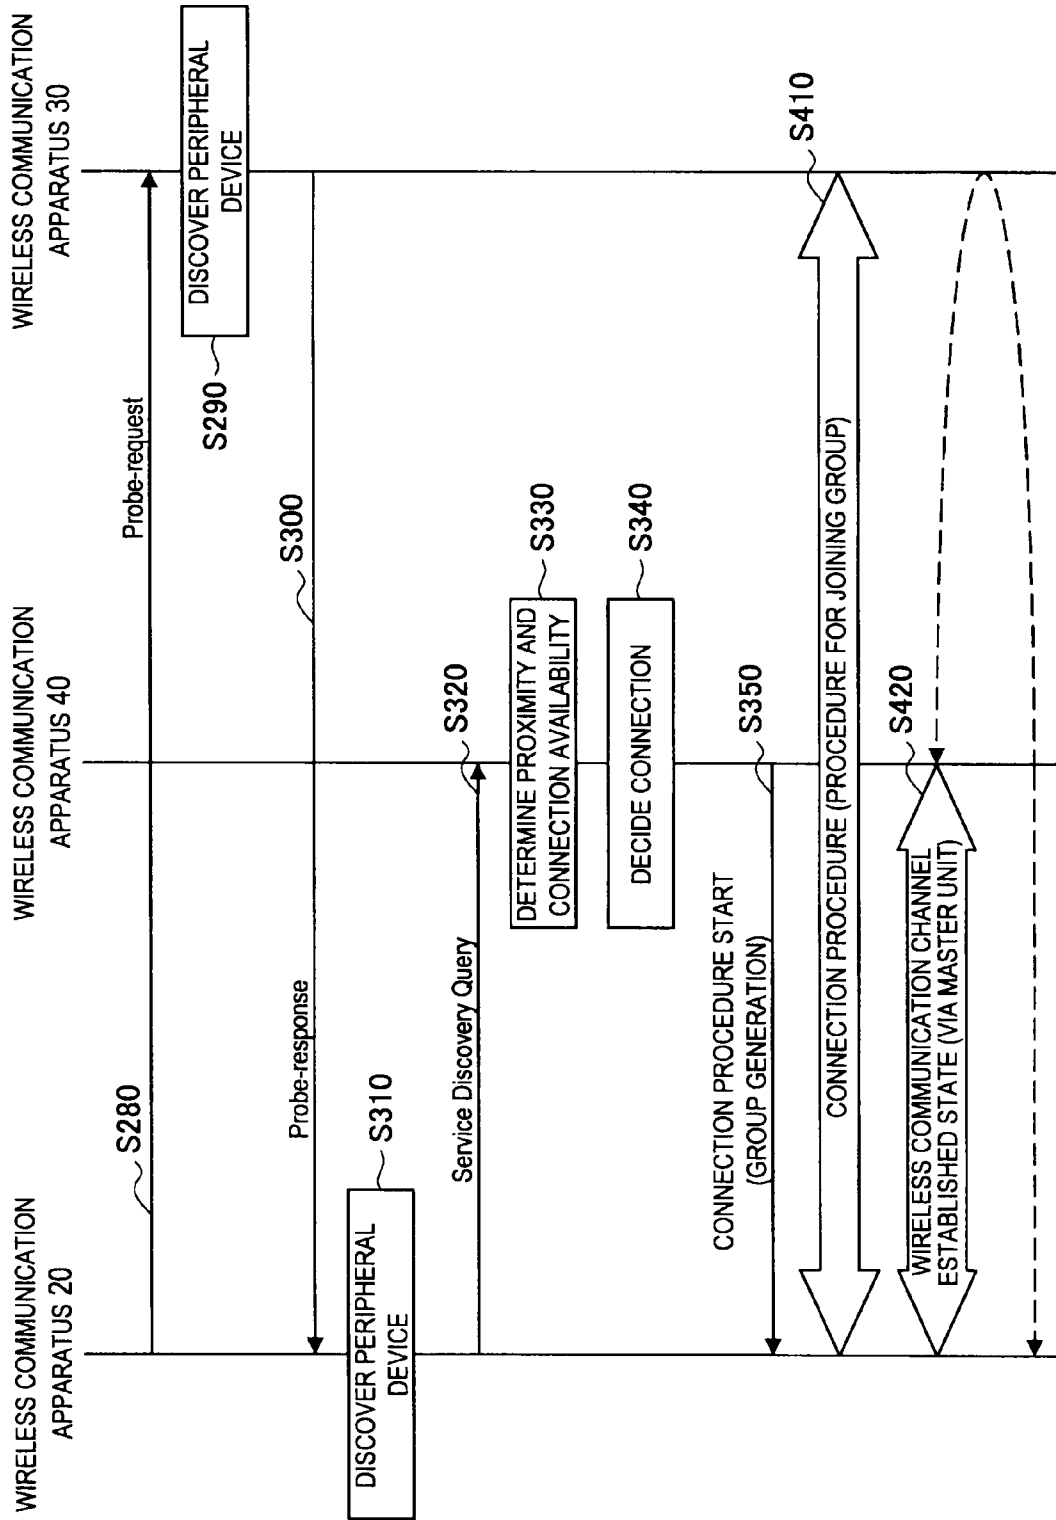 WIRELESS COMMUNICATION
APPARATUS 20
WIRELESS COMMUNICATION
APPARATUS 40
WIRELESS COMMUNICATION
APPARATUS 30
S280
Probe-request
DISCOVER PERIPHERAL
DEVICE
S290
Probe-response
S300
DISCOVER PERIPHERAL
DEVICE
S310
Service Discovery Query
S320
DETERMINE PROXIMITY AND
CONNECTION AVAILABILITY
S330
DECIDE CONNECTION
S340
CONNECTION PROCEDURE START
(GROUP GENERATION)
S350
CONNECTION PROCEDURE (PROCEDURE FOR JOINING GROUP)
S410
WIRELESS COMMUNICATION CHANNEL
ESTABLISHED STATE (VIA MASTER UNIT)
S420